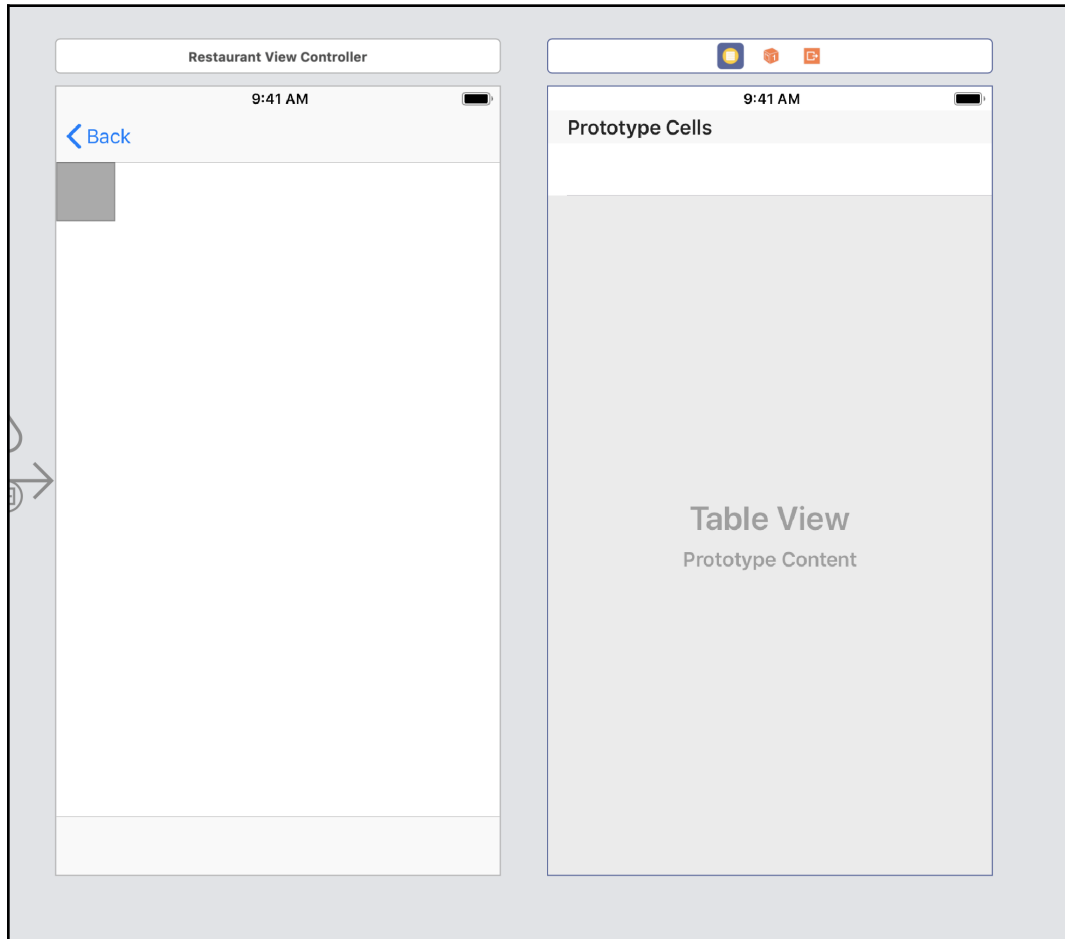 Restaurant View Controller
9:41 AM
Back
9:41 AM
Prototype Cells
Table View
Prototype Content